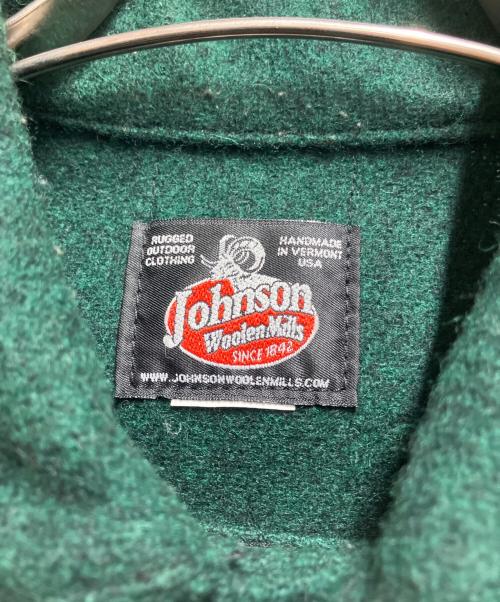 RUGGED
OUTDOOR
CLOTHING
HANDMADE
IN VERMONT
USA
Johnson
Woolen Mills
SINCE 1842
WWW.JOHNSONWOOLENMILLS.COM